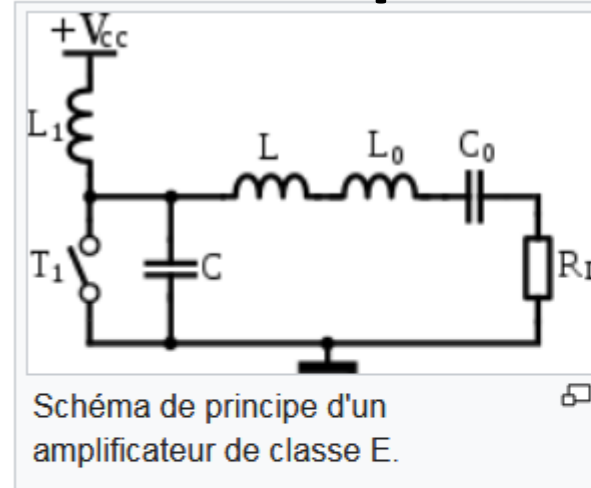 +Vcc
L1
L
L0
C0
T1
C
Schéma de principe d'un
amplificateur de classe E.